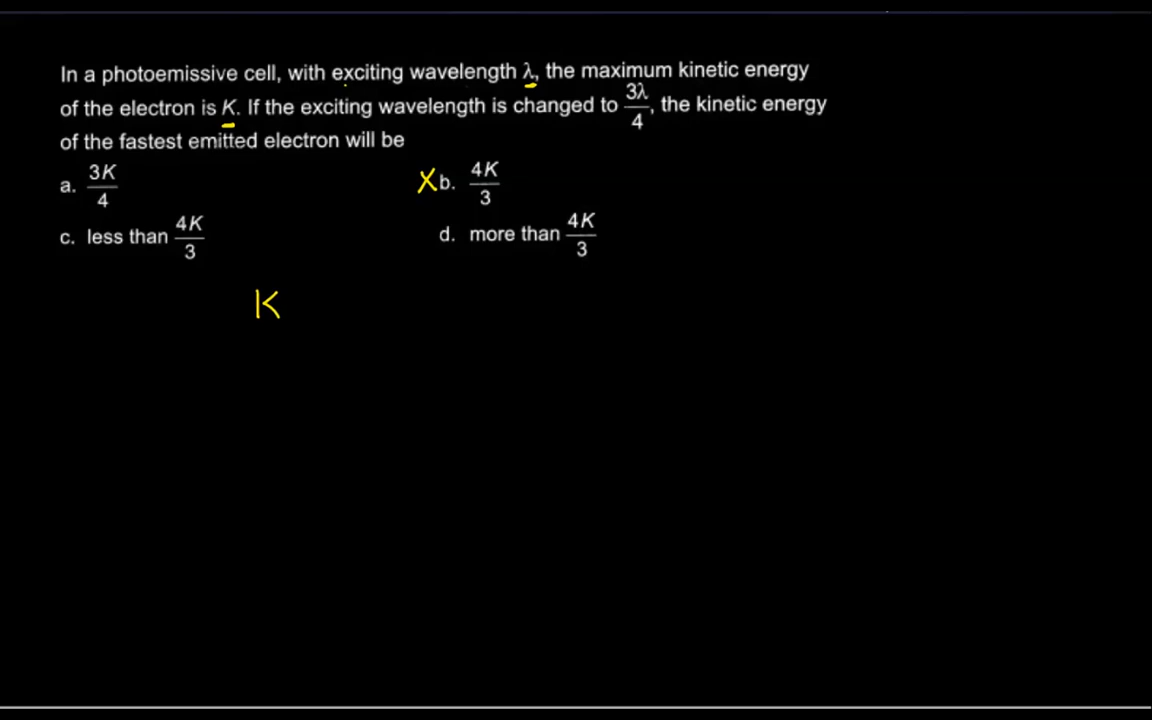 In a photoemissive cell, with exciting wavelength λ, the maximum kinetic energy
of the electron is K. If the exciting wavelength is changed to 3λ/4, the kinetic energy
of the fastest emitted electron will be
a. 3K/4
X b. 4K/3
c. less than 4K/3
d. more than 4K/3
K